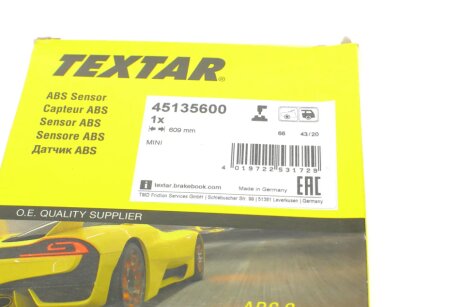 TEXTAR®
ABS Sensor
Capteur ABS
Sensor ABS
Sensore ABS
Датчик ABS
45135600
1x
609 mm
MINI
68 43/20
4 019722 531729
i textar.brakebook.com Made in Germany
EAC
TMD Friction Services GmbH | Schlebuscher Str. 99 | 51381 Leverkusen | Germany
O.E. QUALITY SUPPLIER